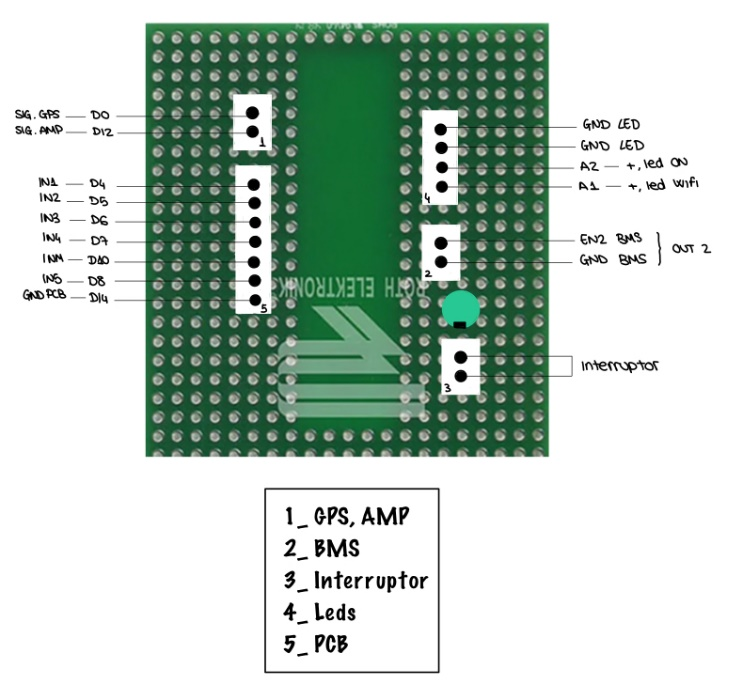 SIG. GPS — D0
SIG. AMP — D12
1
IN1 — D4
IN2 — D5
IN3 — D6
IN4 — D7
INM — D10
IN5 — D8
GND PCB — D14
5
GND LED
GND LED
A2 — +, led ON
A1 — +, led Wifi
4
EN2 BMS
GND BMS
OUT 2
2
ROTH ELEKTRONIK
Interruptor
3
1_ GPS, AMP
2_ BMS
3_ Interruptor
4_ Leds
5_ PCB